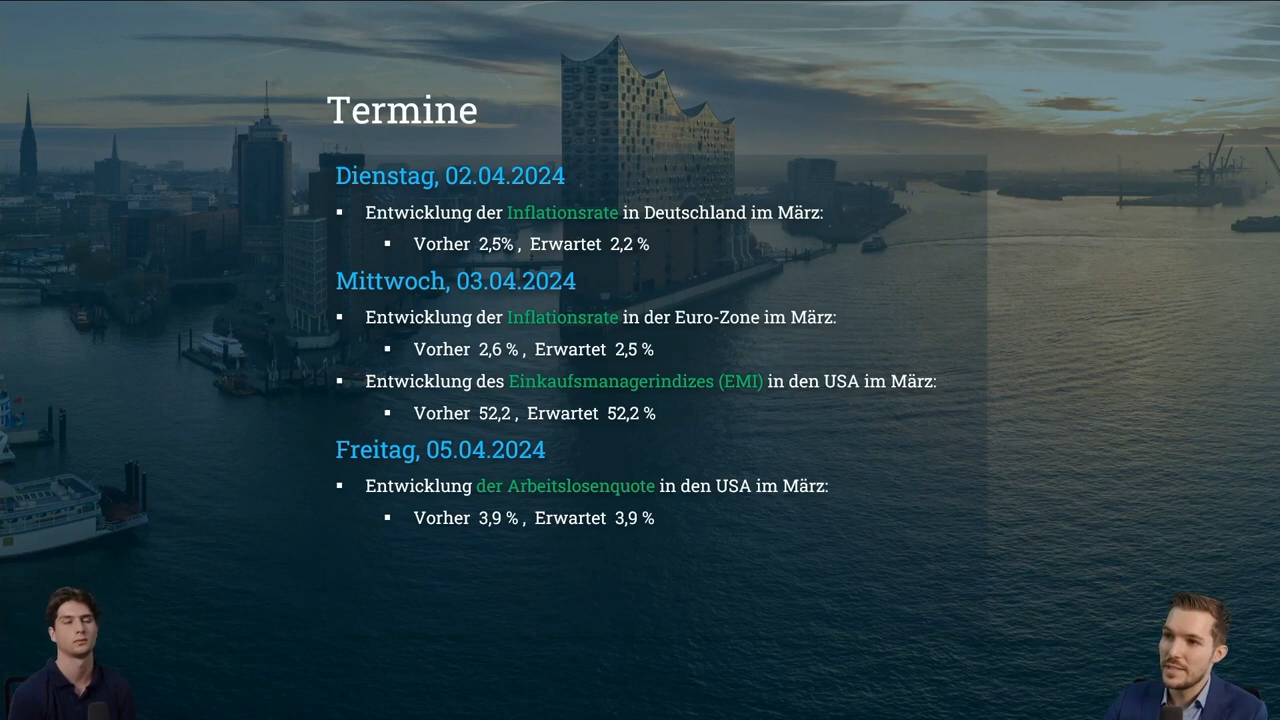 Termine
Dienstag, 02.04.2024
▪ Entwicklung der Inflationsrate in Deutschland im März:
▪ Vorher 2,5% , Erwartet 2,2 %
Mittwoch, 03.04.2024
▪ Entwicklung der Inflationsrate in der Euro-Zone im März:
▪ Vorher 2,6 % , Erwartet 2,5 %
▪ Entwicklung des Einkaufsmanagerindizes (EMI) in den USA im März:
▪ Vorher 52,2 , Erwartet 52,2 %
Freitag, 05.04.2024
▪ Entwicklung der Arbeitslosenquote in den USA im März:
▪ Vorher 3,9 % , Erwartet 3,9 %